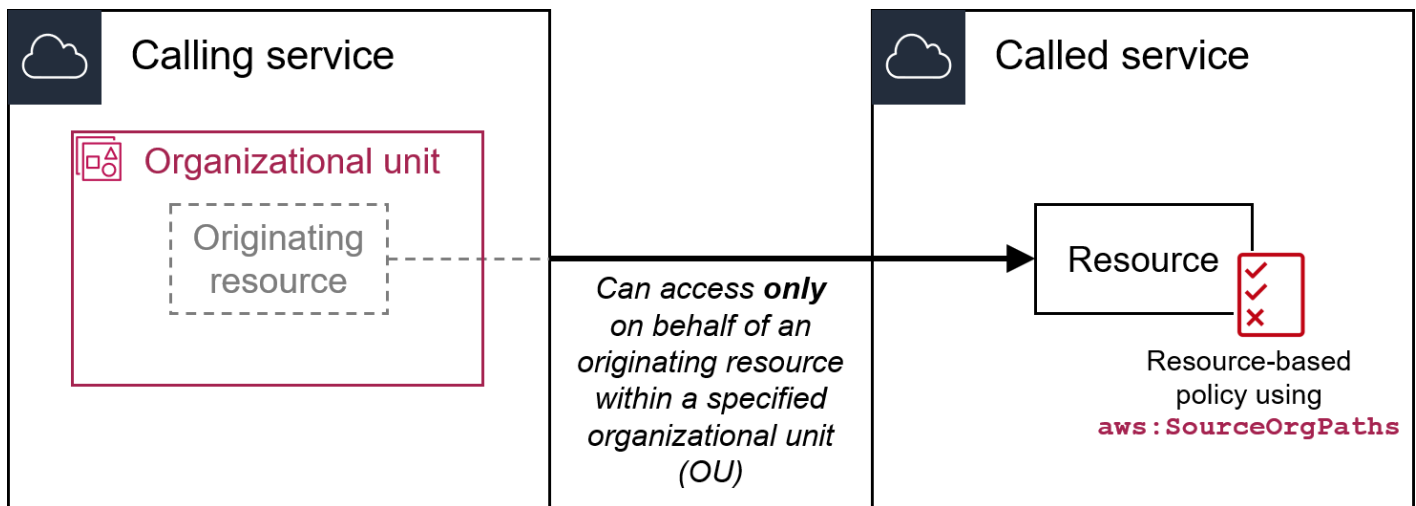 Calling service
Organizational unit
Originating
resource
Can access only
on behalf of an
originating resource
within a specified
organizational unit
(OU)
Called service
Resource
Resource-based
policy using
aws:SourceOrgPaths